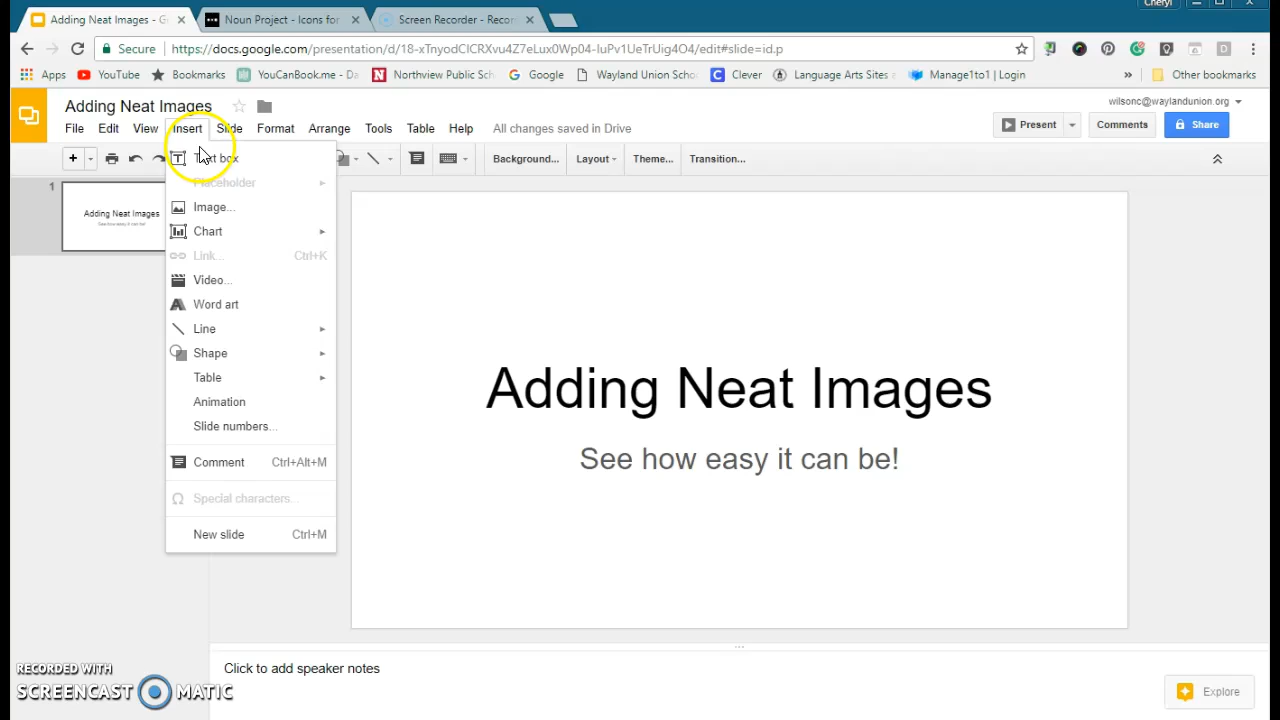 Cheryl
Adding Neat Images - G
Noun Project - Icons for
Screen Recorder - Recor
Secure
https://docs.google.com/presentation/d/18-xTnyodClCRXvu4Z7eLux0Wp04-luPv1UeTrUig4O4/edit#slide=id.p
Apps YouTube Bookmarks YouCanBook.me - Da Northview Public Sch Google Wayland Union Scho Clever Language Arts Sites Manage1to1 | Login » Other bookmarks
Adding Neat Images
wilsonc@waylandunion.org
File Edit View Insert Slide Format Arrange Tools Table Help All changes saved in Drive
Present Comments Share
Background... Layout Theme... Transition...
Text box
Placeholder
Image...
Chart
Link... Ctrl+K
Video...
Word art
Line
Shape
Table
Animation
Slide numbers...
Comment Ctrl+Alt+M
Special characters...
New slide Ctrl+M
1
Adding Neat Images
See how easy it can be!
Adding Neat Images
See how easy it can be!
Click to add speaker notes
RECORDED WITH
SCREENCAST MATIC
Explore